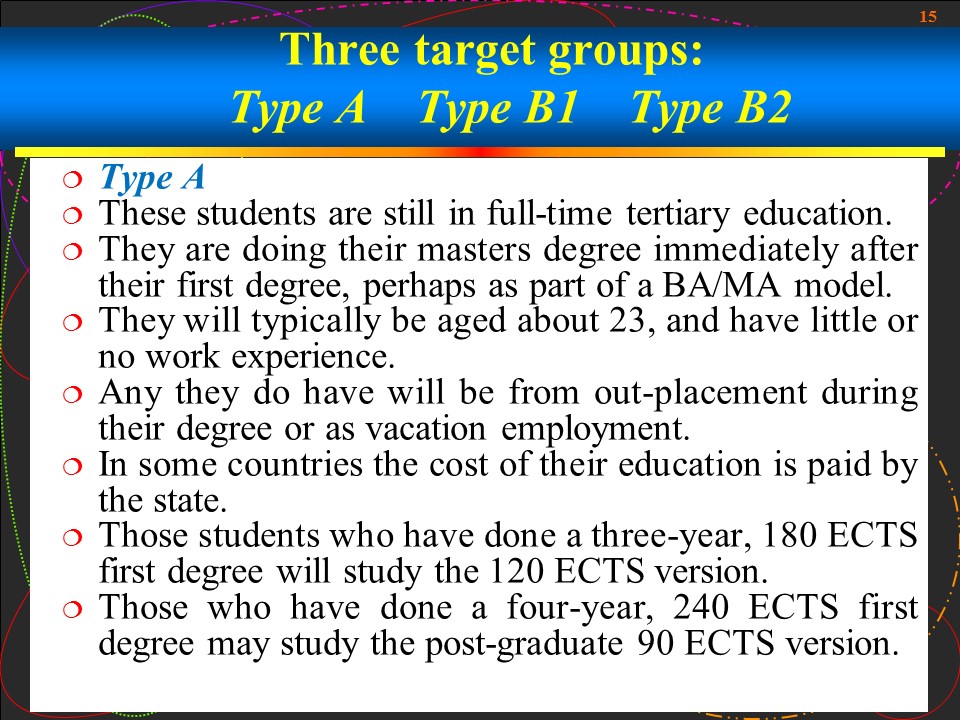 15
Three target groups:
Type A Type B1 Type B2
❍ Type A
❍ These students are still in full-time tertiary education.
❍ They are doing their masters degree immediately after
their first degree, perhaps as part of a BA/MA model.
❍ They will typically be aged about 23, and have little or
no work experience.
❍ Any they do have will be from out-placement during
their degree or as vacation employment.
❍ In some countries the cost of their education is paid by
the state.
❍ Those students who have done a three-year, 180 ECTS
first degree will study the 120 ECTS version.
❍ Those who have done a four-year, 240 ECTS first
degree may study the post-graduate 90 ECTS version.